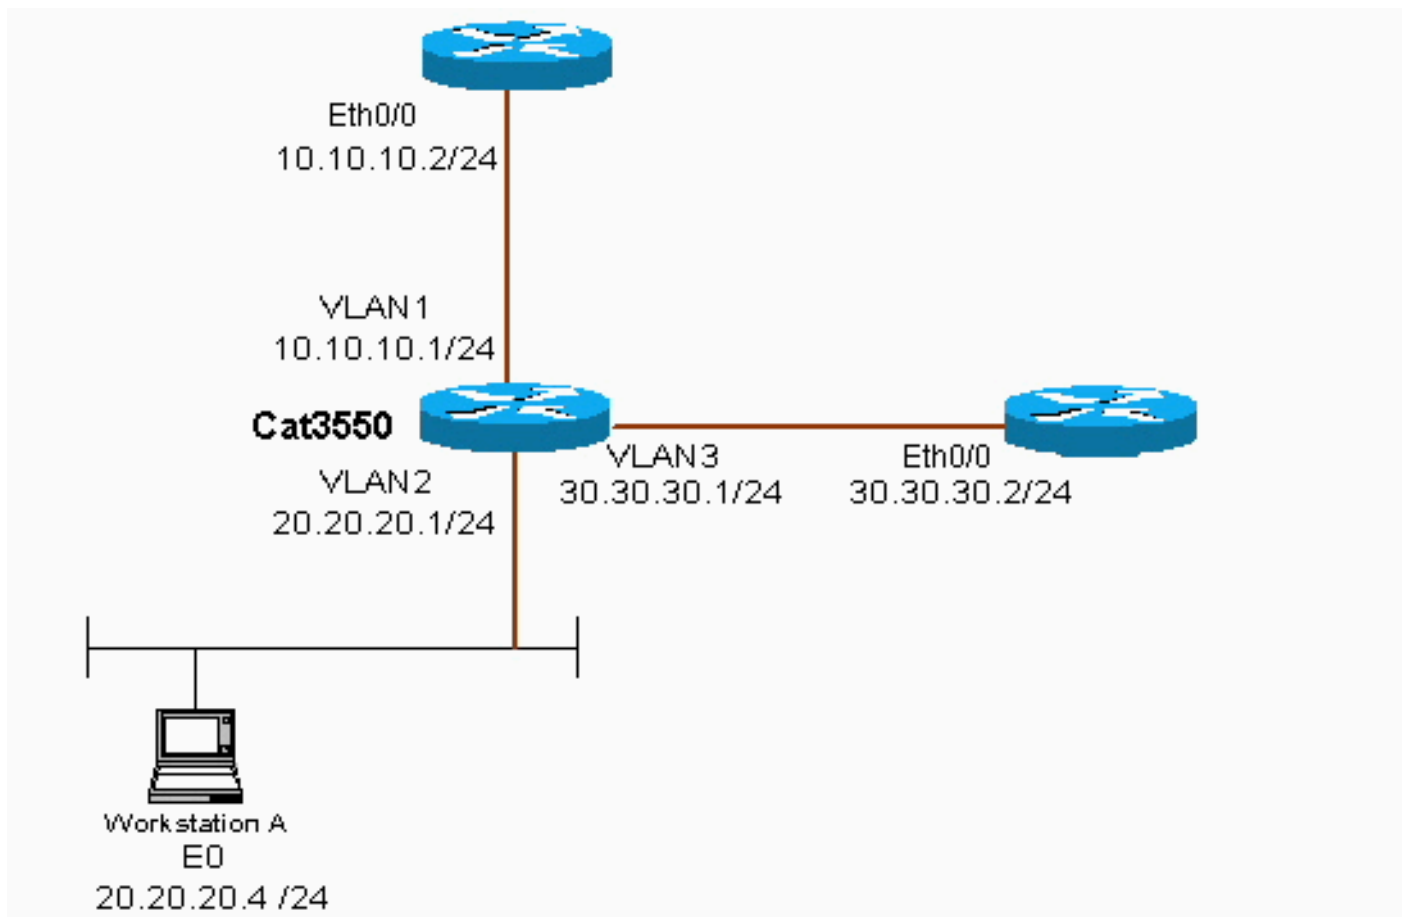 Eth0/0
10.10.10.2/24
VLAN1
10.10.10.1/24
Cat3550
VLAN2
20.20.20.1/24
VLAN3
30.30.30.1/24
Eth0/0
30.30.30.2/24
Workstation A
E0
20.20.20.4 /24